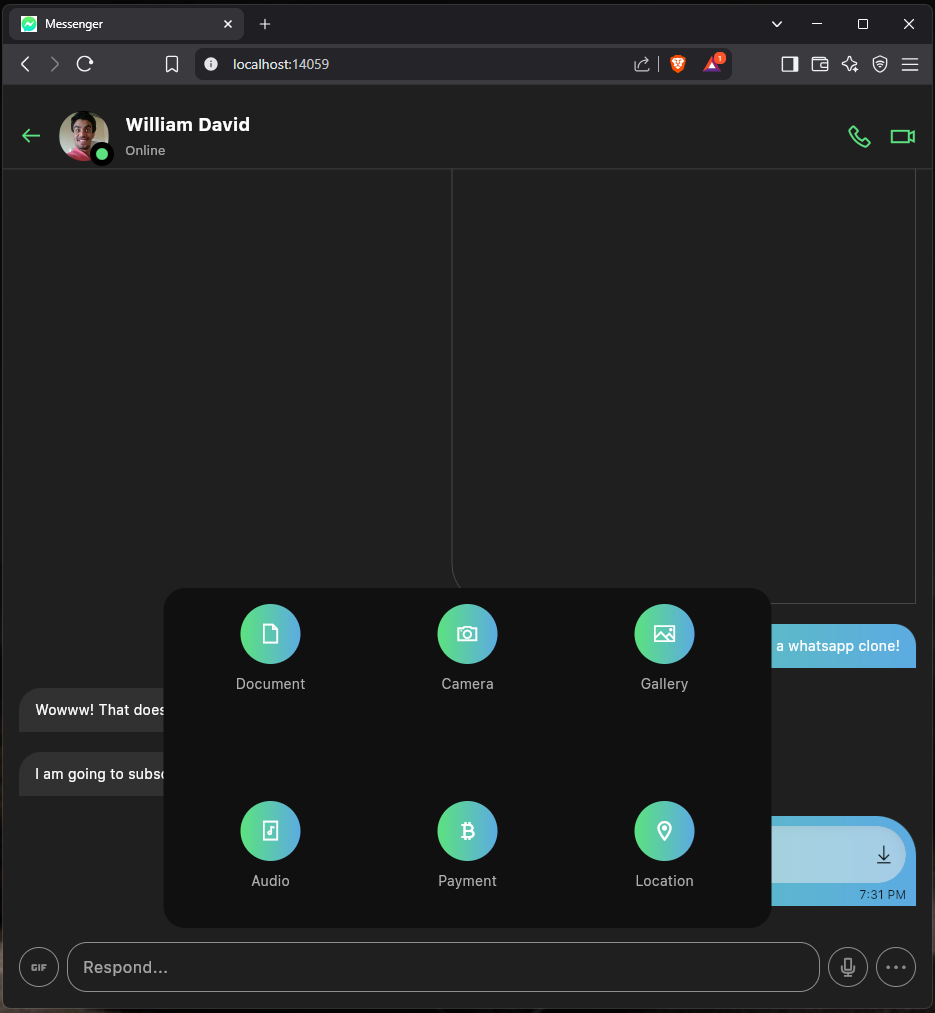 Messenger
localhost:14059
1
William David
Online
a whatsapp clone!
Wowww! That does
I am going to subsc
Document
Camera
Gallery
Audio
Payment
Location
7:31 PM
GIF
Respond...